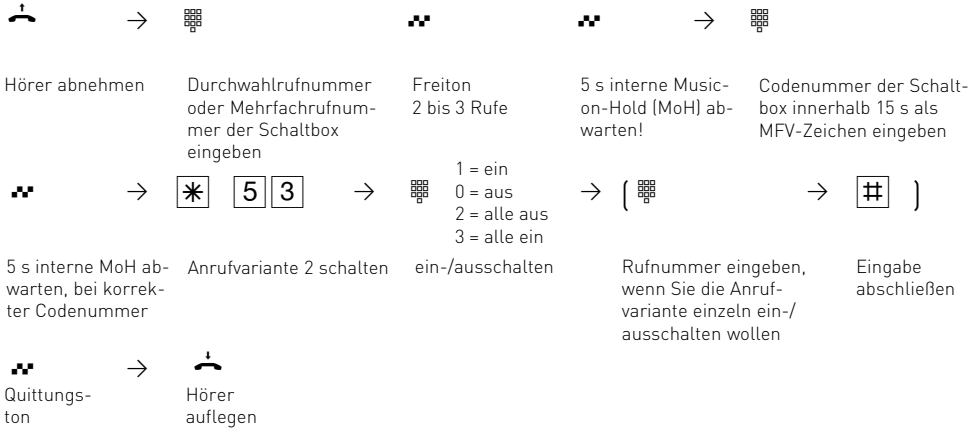 Hörer abnehmen
Durchwahlrufnummer
oder Mehrfachrufnum-
mer der Schaltbox
eingeben
Freiton
2 bis 3 Rufe
5 s interne Music-
on-Hold (MoH) ab-
warten!
Codenummer der Schalt-
box innerhalb 15 s als
MFV-Zeichen eingeben
* 5 3
1 = ein
0 = aus
2 = alle aus
3 = alle ein
( # )
5 s interne MoH ab-
warten, bei korrek-
ter Codenummer
Anrufvariante 2 schalten
ein-/ausschalten
Rufnummer eingeben,
wenn Sie die Anruf-
variante einzeln ein-/
ausschalten wollen
Eingabe
abschließen
Quittungs-
ton
Hörer
auflegen